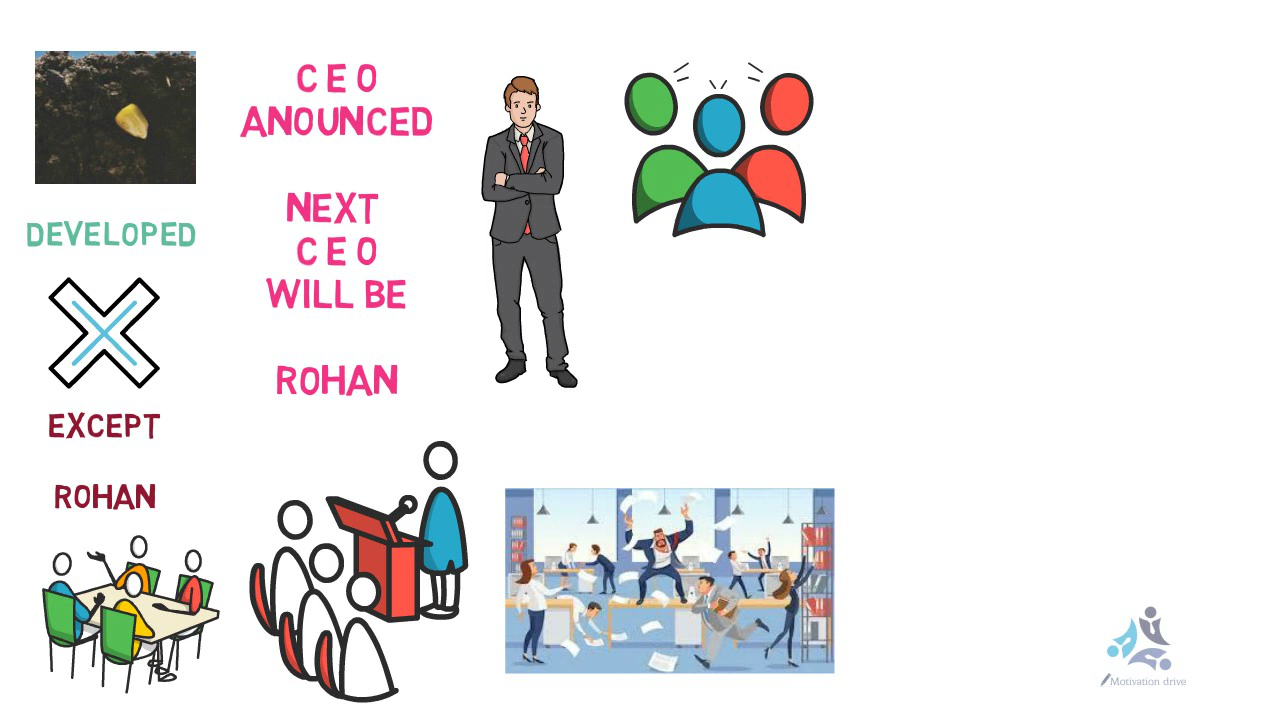 DEVELOPED
EXCEPT
ROHAN
C E O
ANOUNCED
NEXT
C E O
WILL BE
ROHAN
Motivation drive